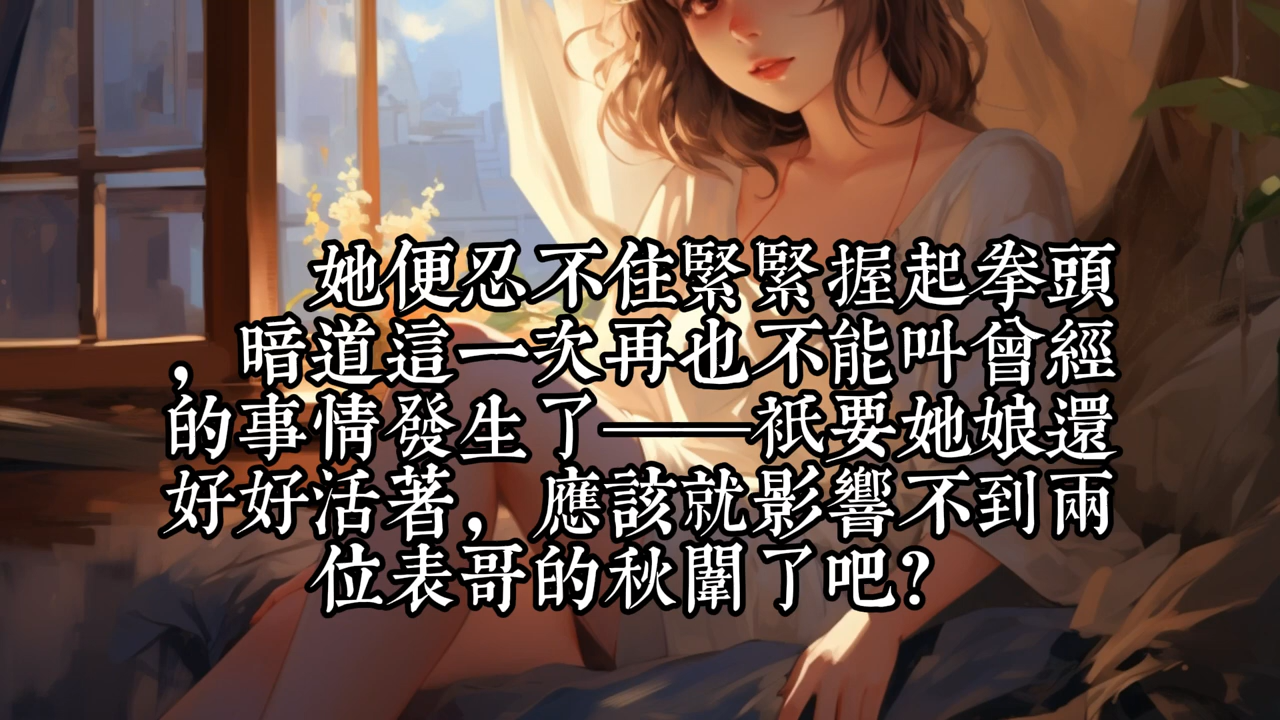 她便忍不住緊緊握起拳頭
，暗道這一次再也不能叫曾經
的事情發生了——祇要她娘還
好好活著，應該就影響不到兩
位表哥的秋闈了吧？